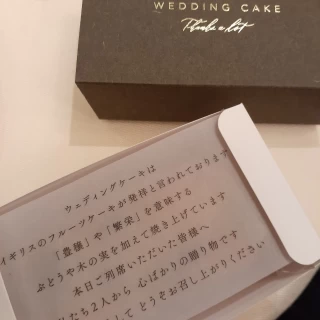 WEDDING CAKE
Thanks a lot
ウェディングケーキは
イギリスのフルーツケーキが発祥と言われております
「豊穣」や「繁栄」を意味する
ぶどうや木の実を加えて焼き上げています
本日ご列席いただいた皆様へ
たち2人から 心ばかりの贈り物です
して どうぞお召し上がりください